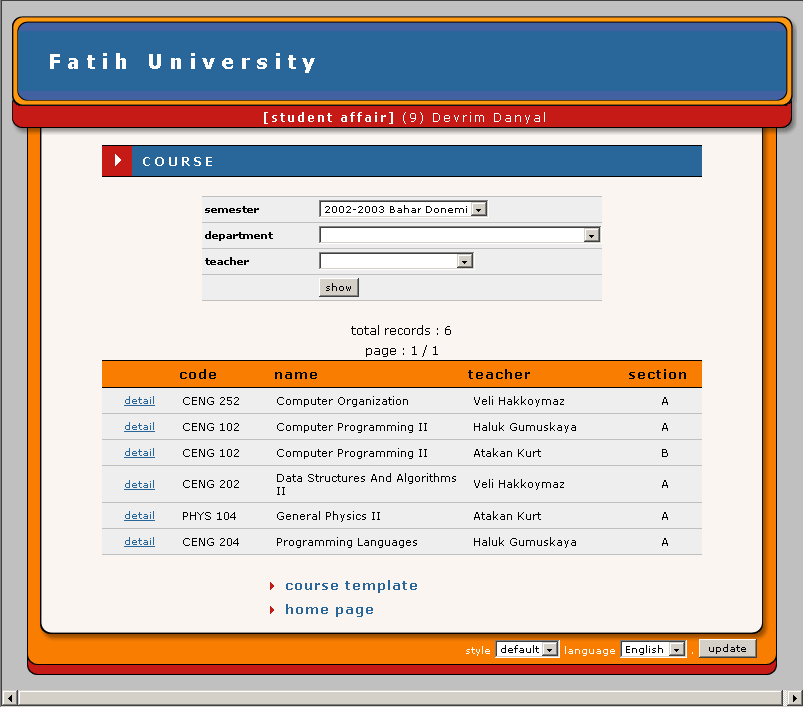 Fatih University
[student affair] (9) Devrim Danyal
COURSE
semester 2002-2003 Bahar Donemi
department
teacher
show
total records : 6
page : 1 / 1
code name teacher section
detail CENG 252 Computer Organization Veli Hakkoymaz A
detail CENG 102 Computer Programming II Haluk Gumuskaya A
detail CENG 102 Computer Programming II Atakan Kurt B
detail CENG 202 Data Structures And Algorithms II Veli Hakkoymaz A
detail PHYS 104 General Physics II Atakan Kurt A
detail CENG 204 Programming Languages Haluk Gumuskaya A
course template
home page
style default language English . update